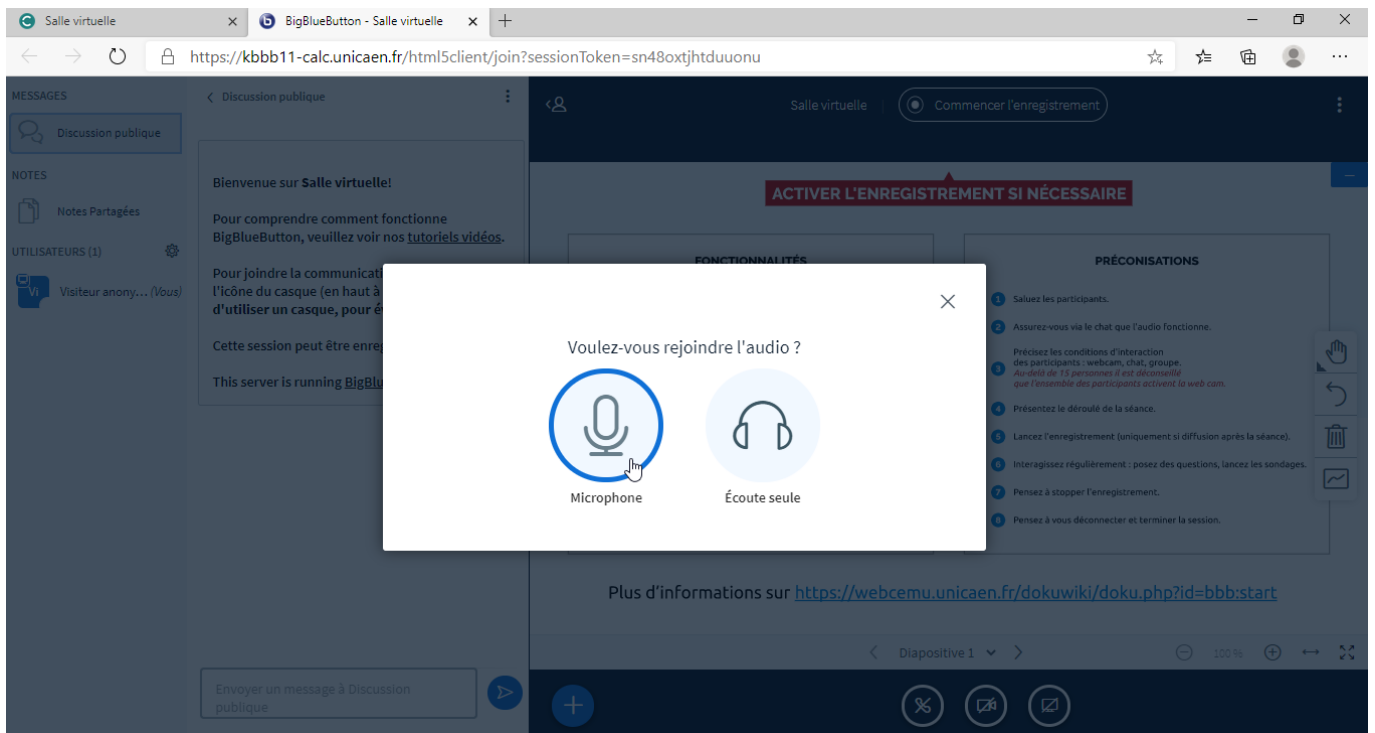 Salle virtuelle
BigBlueButton - Salle virtuelle
https://kbbb11-calc.unicaen.fr/html5client/join?sessionToken=sn48oxtjhtduuonu
MESSAGES
Discussion publique
NOTES
Notes Partagées
UTILISATEURS (1)
Vi
Visiteur anony... (Vous)
Discussion publique
Bienvenue sur Salle virtuelle!
Pour comprendre comment fonctionne
BigBlueButton, veuillez voir nos tutoriels vidéos.
Pour joindre la communicati
l'icône du casque (en haut à
d'utiliser un casque, pour é
Cette session peut être enre
This server is running BigBlu
Envoyer un message à Discussion
publique
Salle virtuelle
Commencer l'enregistrement
ACTIVER L'ENREGISTREMENT SI NÉCESSAIRE
FONCTIONNALITÉS
Voulez-vous rejoindre l'audio ?
Microphone
Écoute seule
PRÉCONISATIONS
1 Saluez les participants.
2 Assurez-vous via le chat que l'audio fonctionne.
3 Précisez les conditions d'interaction
des participants : webcam, chat, groupe.
Au-delà de 15 personnes il est déconseillé
que l'ensemble des participants activent la web cam.
4 Présentez le déroulé de la séance.
5 Lancez l'enregistrement (uniquement si diffusion après la séance).
6 Interagissez régulièrement : posez des questions, lancez les sondages.
7 Pensez à stopper l'enregistrement.
8 Pensez à vous déconnecter et terminer la session.
Plus d'informations sur https://webcemu.unicaen.fr/dokuwiki/doku.php?id=bbb:start
Diapositive 1
100 %